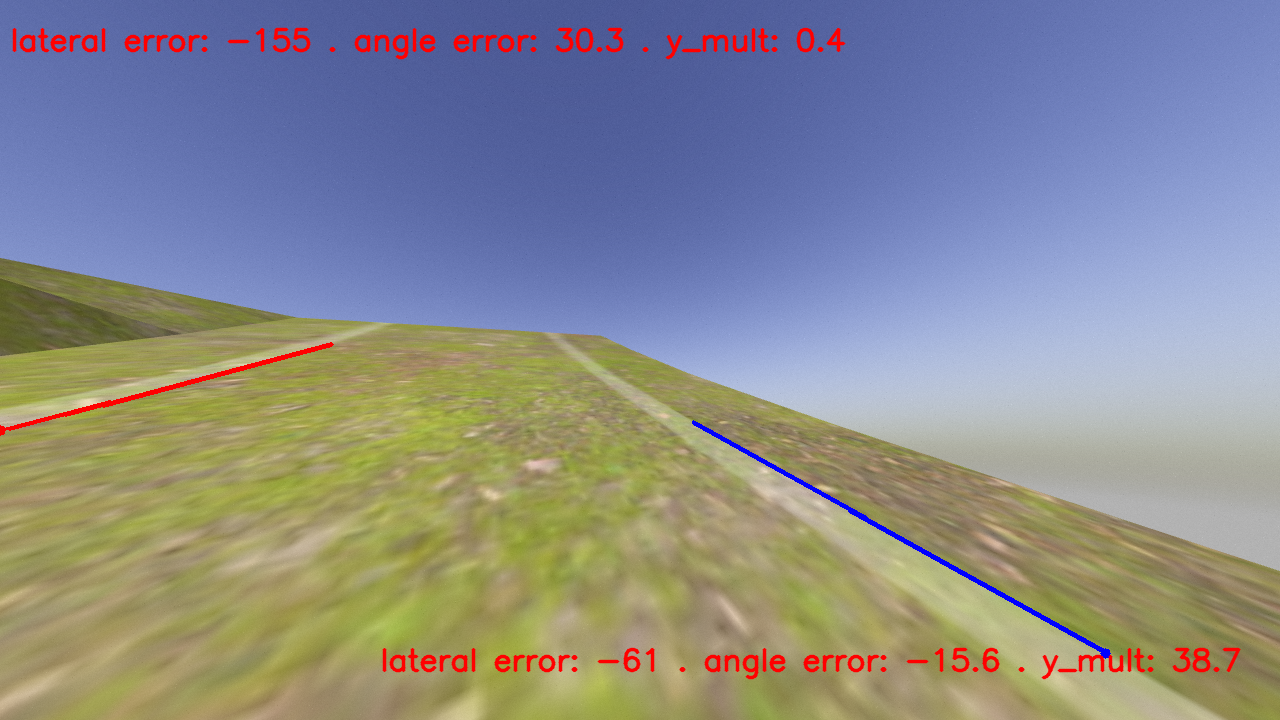 lateral error: -155 . angle error: 30.3 . y_mult: 0.4
lateral error: -61 . angle error: -15.6 . y_mult: 38.7